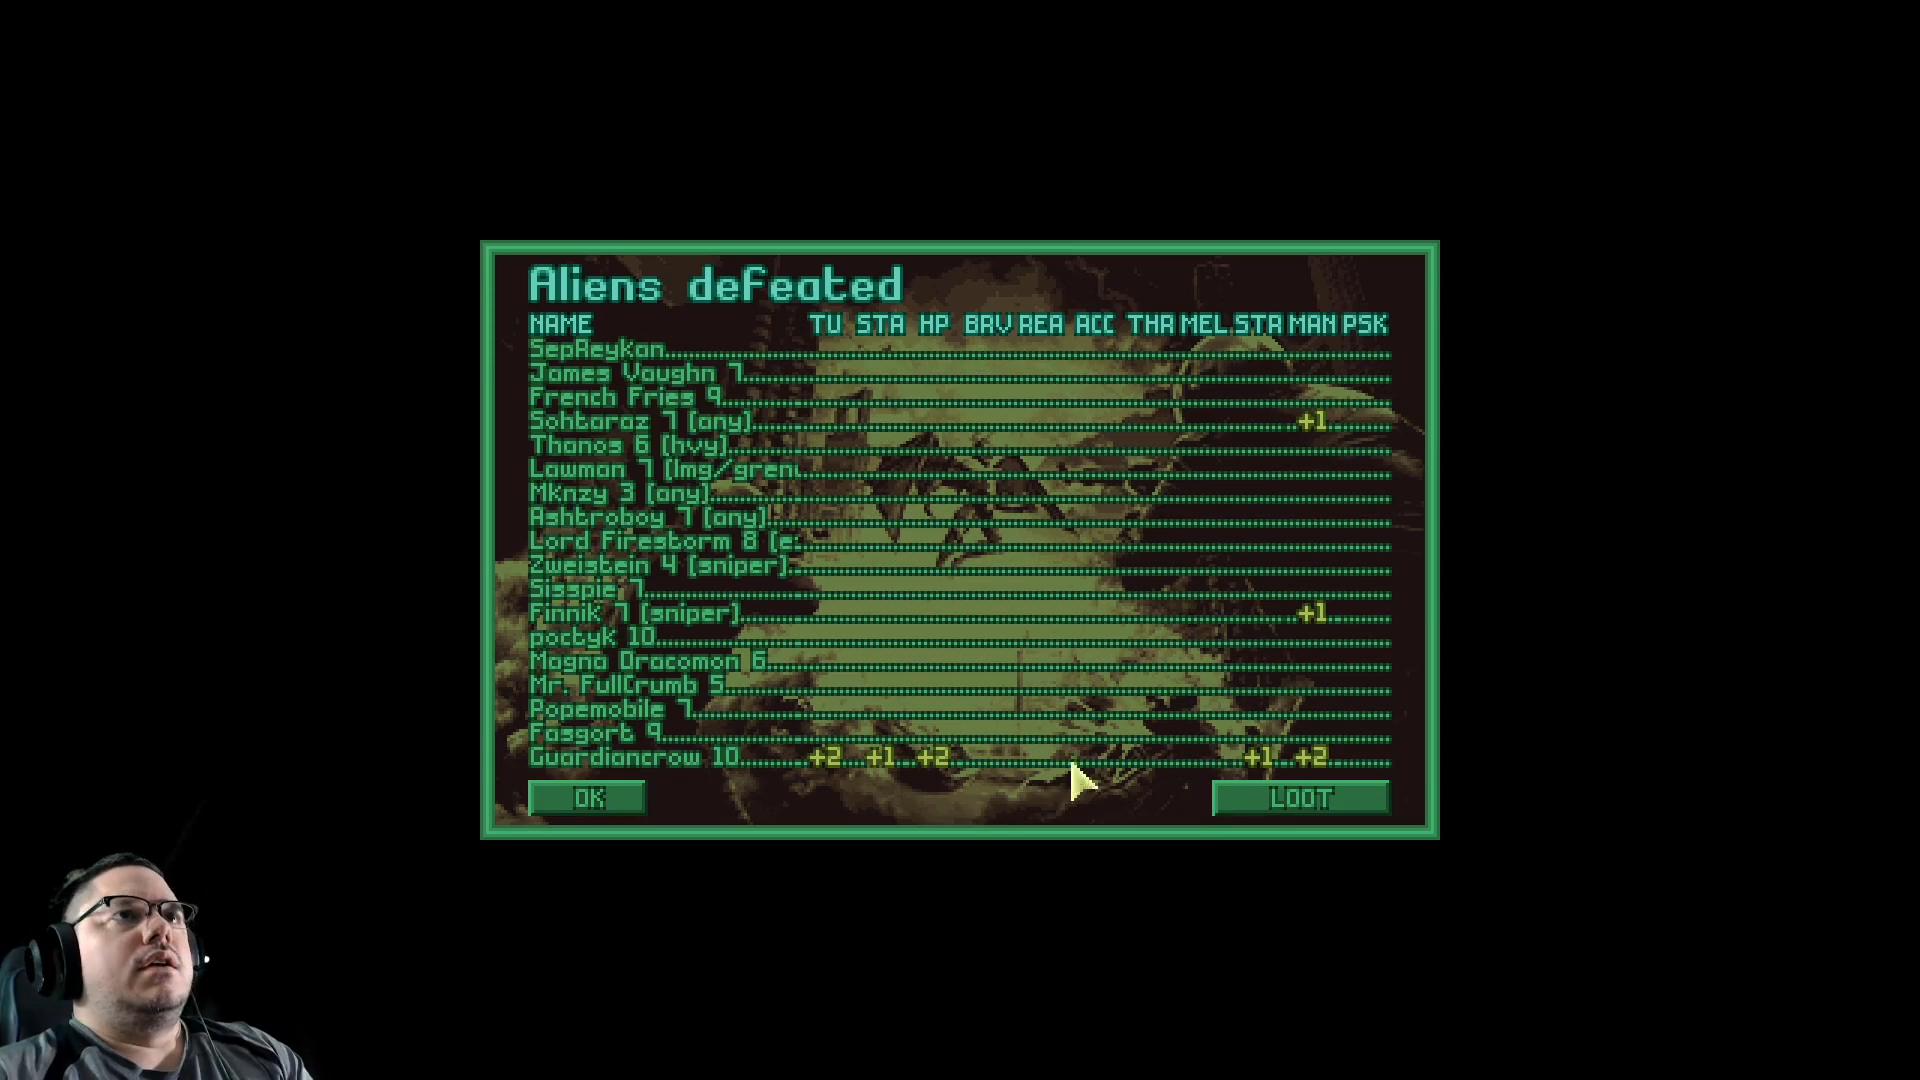 Aliens defeated
NAME TU STA HP BRV REA ACC THR MEL STR MAN PSK
SepReyKan
James Vaughn 7
French Fries 9
Sohtaraz 7 (any) +1
Thanos 6 (hvy)
Lawman 7 (lmg/gren
Mknzy 3 (any)
Ashtroboy 7 (any)
Lord Firestorm 8 (e
Zweistein 4 (sniper)
Sisspie 7
Finnik 7 (sniper) +1
poctyk 10
Magna Dracomon 6
Mr. FullCrumb 5
Popemobile 7
Fasgort 9
Guardiancrow 10 +2 +1 +2 +1 +2
OK LOOT